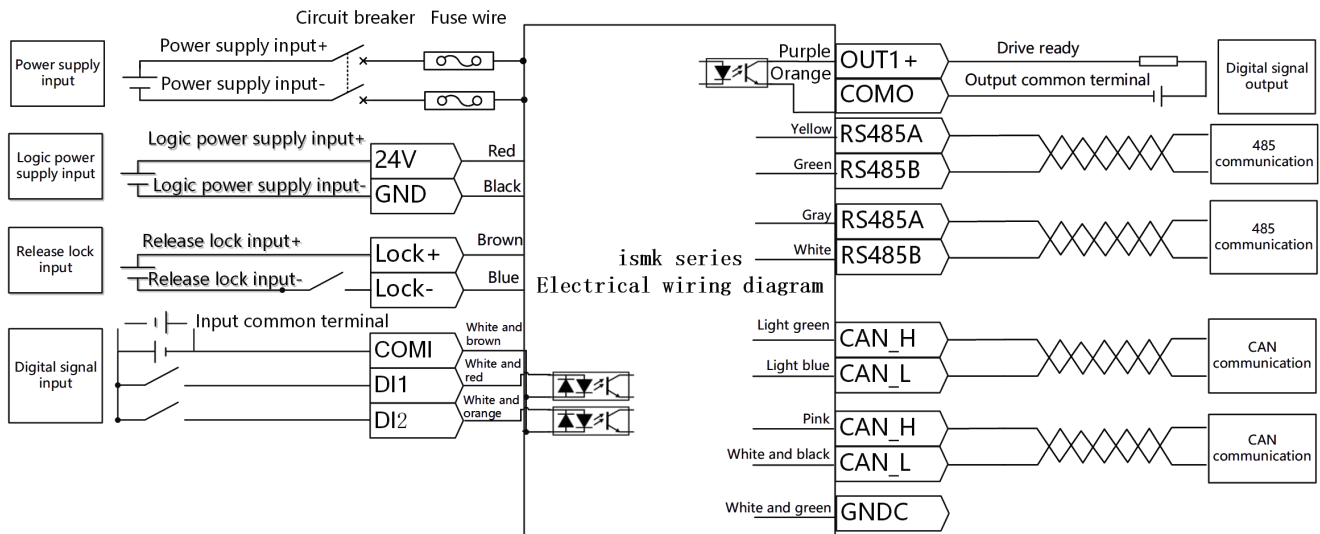 Circuit breaker
Fuse wire
Power supply
input
Power supply input+
Power supply input-
Logic power
supply input
Logic power supply input+
24V
Red
Logic power supply input-
GND
Black
Release lock
input
Release lock input+
Lock+
Brown
Release lock input-
Lock-
Blue
Digital signal
input
Input common terminal
COMI
White and
brown
DI1
White and
red
DI2
White and
orange
ismk series
Electrical wiring diagram
Purple
OUT1+
Drive ready
Orange
COMO
Output common terminal
Digital signal
output
Yellow
RS485A
Green
RS485B
485
communication
Gray
RS485A
White
RS485B
485
communication
Light green
CAN_H
Light blue
CAN_L
CAN
communication
Pink
CAN_H
White and black
CAN_L
CAN
communication
White and green
GNDC